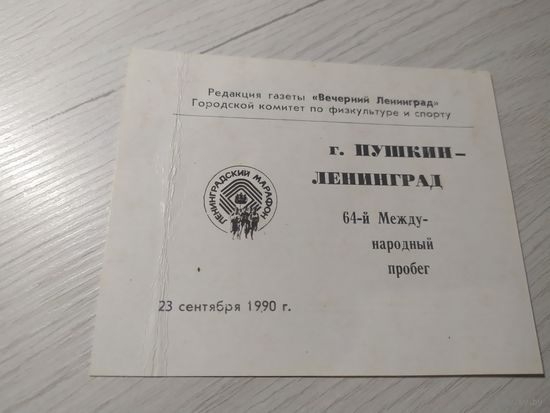 Редакция газеты «Вечерний Ленинград»
Городской комитет по физкультуре и спорту
г. ПУШКИН—
ЛЕНИНГРАД
ЛЕНИНГРАДСКИЙ МАРАФОН
64-й Между-
народный
пробег
23 сентября 1990 г.